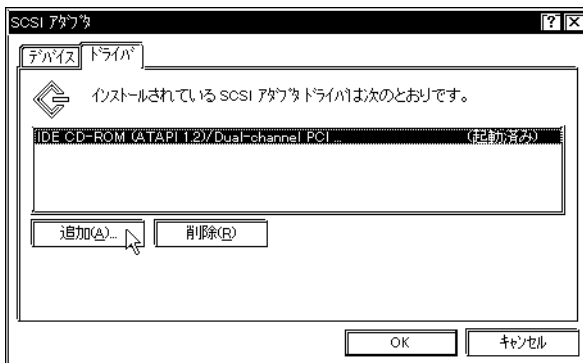 SCSI ｱﾀﾞﾌﾟﾀ
ﾃﾞﾊﾞｲｽ ﾄﾞﾗｲﾊﾞ
ｲﾝｽﾄｰﾙされている SCSI ｱﾀﾞﾌﾟﾀ ﾄﾞﾗｲﾊﾞは次のとおりです。
IDE CD-ROM (ATAPI 1.2)/Dual-channel PCI ... (起動済み)
追加(A)... 削除(R)
OK ｷｬﾝｾﾙ